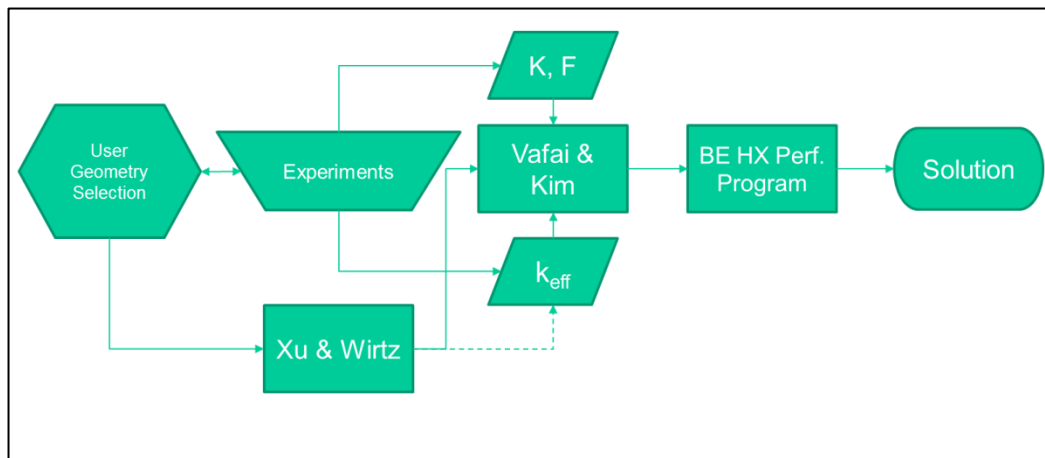 User
Geometry
Selection
Experiments
K, F
Vafai &
Kim
BE HX Perf.
Program
Solution
keff
Xu & Wirtz